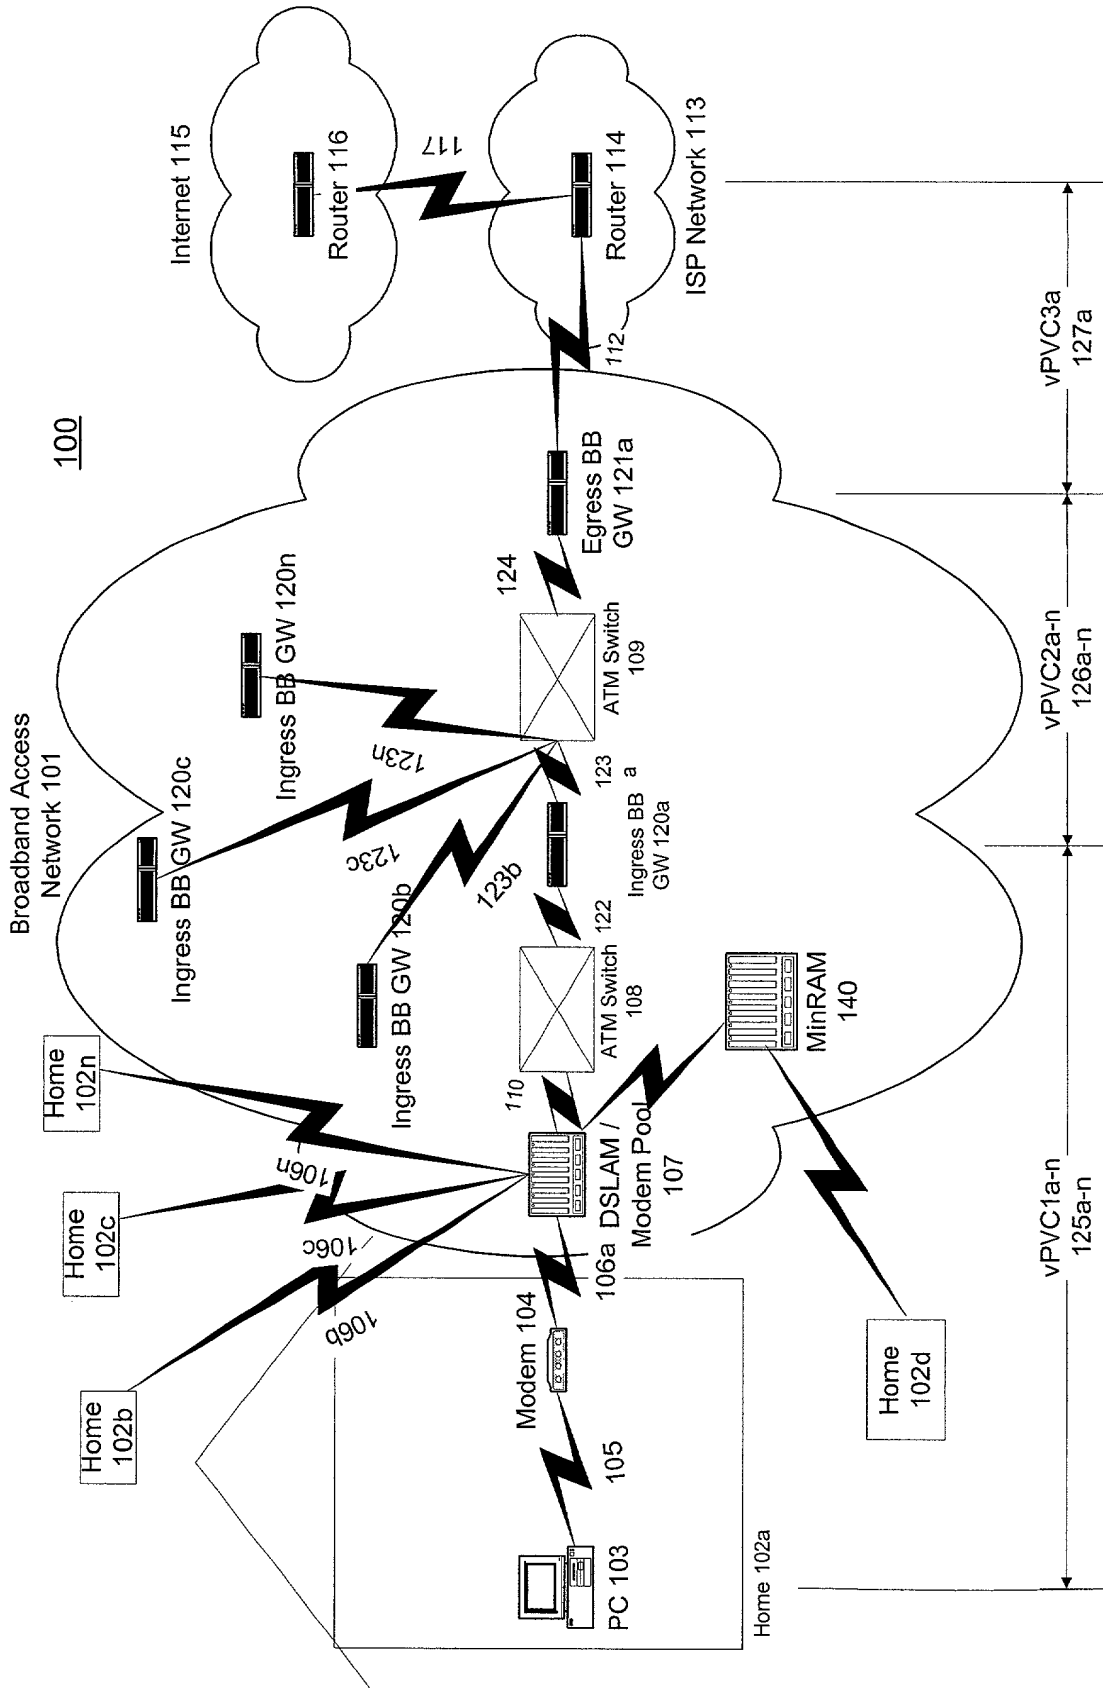 100
Broadband Access
Network 101
Internet 115
Router 116
117
Router 114
ISP Network 113
112
Home
102b
Home
102c
Home
102n
106b
106c
106n
Ingress BB GW 120b
Ingress BB GW 120c
Ingress BB GW 120n
123b
123c
123n
PC 103
105
Modem 104
106a
DSLAM /
Modem Pool
107
110
ATM Switch
108
122
Ingress BB
GW 120a
123
a
ATM Switch
109
124
Egress BB
GW 121a
Home 102a
Home
102d
MinRAM
140
vPVC1a-n
125a-n
vPVC2a-n
126a-n
vPVC3a
127a